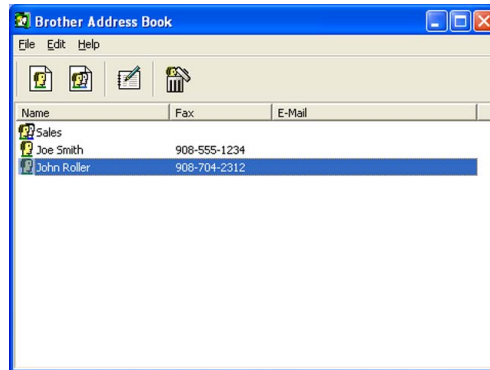 Brother Address Book
File Edit Help
Name Fax E-Mail
Sales
Joe Smith 908-555-1234
John Roller 908-704-2312